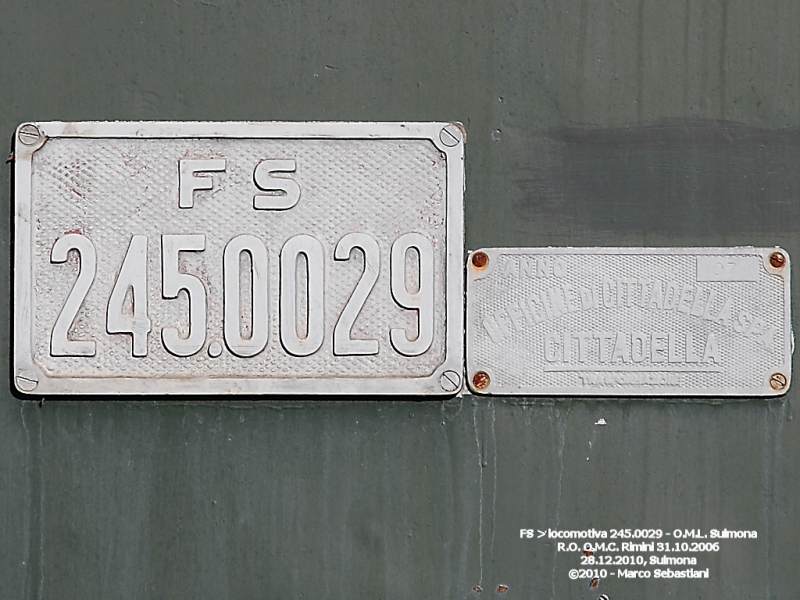 FS
245.0029
OFFICINE DI CITTADELLA S.P.A.
CITTADELLA
FS > locomotiva 245.0029 - O.M.L. Sulmona
R.O. O.M.C. Rimini 31.10.2006
28.12.2010, Sulmona
©2010 - Marco Sebastiani